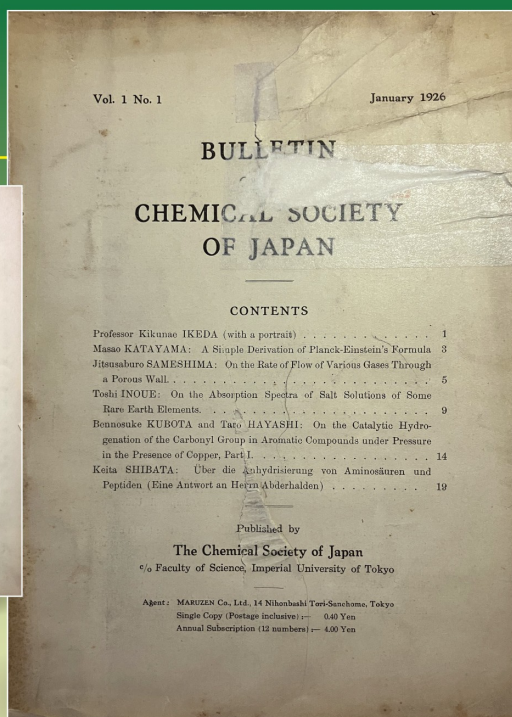 Vol. 1 No. 1 January 1926
BULLETIN
CHEMICAL SOCIETY
OF JAPAN
CONTENTS
Professor Kikunae IKEDA (with a portrait) . . . . . . . . . . . . . . 1
Masao KATAYAMA: A Simple Derivation of Planck-Einstein's Formula 3
Jitsusaburo SAMESHIMA: On the Rate of Flow of Various Gases Through
a Porous Wall. . . . . . . . . . . . . . . . . . . . . . . . . . . 5
Toshi INOUE: On the Absorption Spectra of Salt Solutions of Some
Rare Earth Elements. . . . . . . . . . . . . . . . . . . . . . . . 9
Bennosuke KUBOTA and Taro HAYASHI: On the Catalytic Hydro-
genation of the Carbonyl Group in Aromatic Compounds under Pressure
in the Presence of Copper, Part I. . . . . . . . . . . . . . . . . . 14
Keita SHIBATA: Über die Anhydrisierung von Aminosäuren und
Peptiden (Eine Antwort an Herrn Abderhalden) . . . . . . . . . . 19
Published by
The Chemical Society of Japan
c/o Faculty of Science, Imperial University of Tokyo
Agent: MARUZEN Co., Ltd., 14 Nihonbashi Tori-Sanchome, Tokyo
Single Copy (Postage inclusive) :— 0.40 Yen
Annual Subscription (12 numbers) :— 4.00 Yen